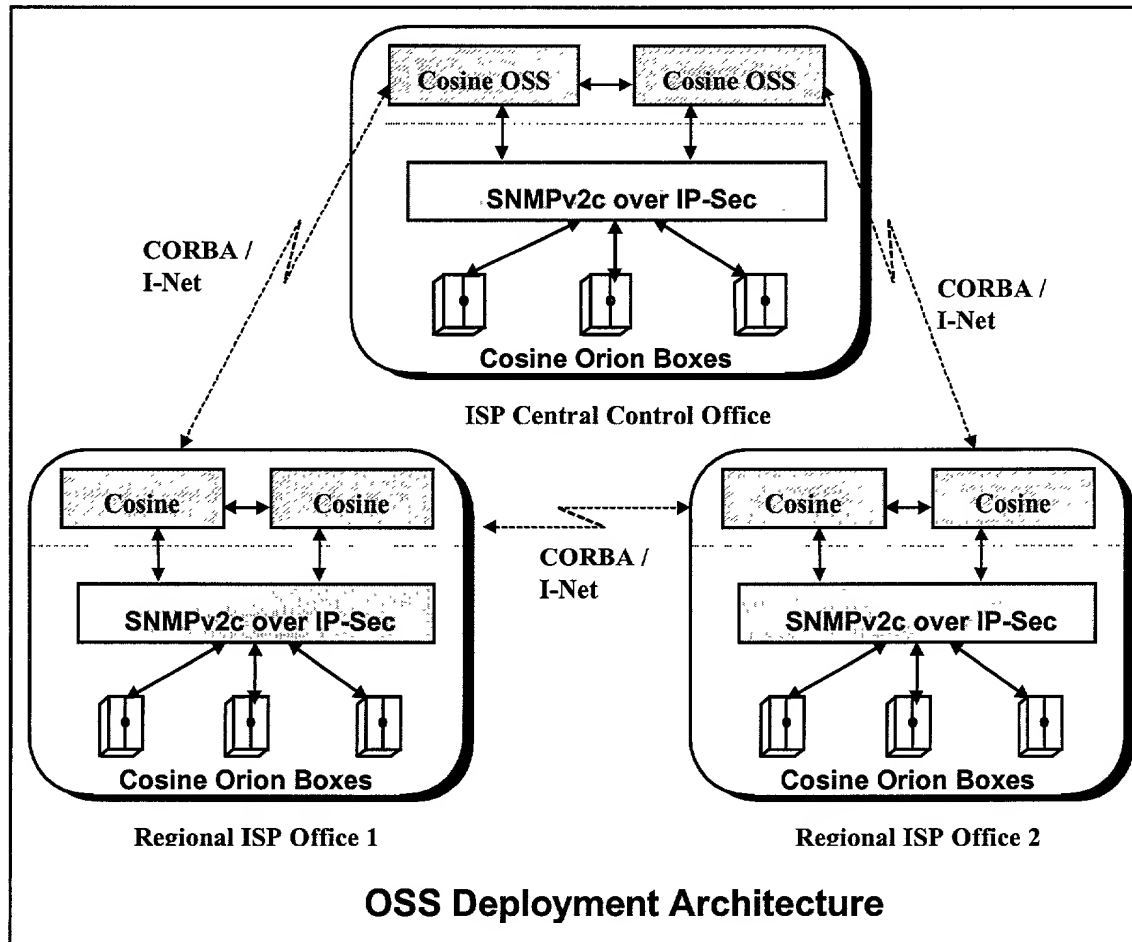 Cosine OSS
Cosine OSS
SNMPv2c over IP-Sec
Cosine Orion Boxes
ISP Central Control Office
CORBA /
I-Net
CORBA /
I-Net
Cosine
Cosine
SNMPv2c over IP-Sec
Cosine Orion Boxes
Regional ISP Office 1
CORBA /
I-Net
Cosine
Cosine
SNMPv2c over IP-Sec
Cosine Orion Boxes
Regional ISP Office 2
OSS Deployment Architecture